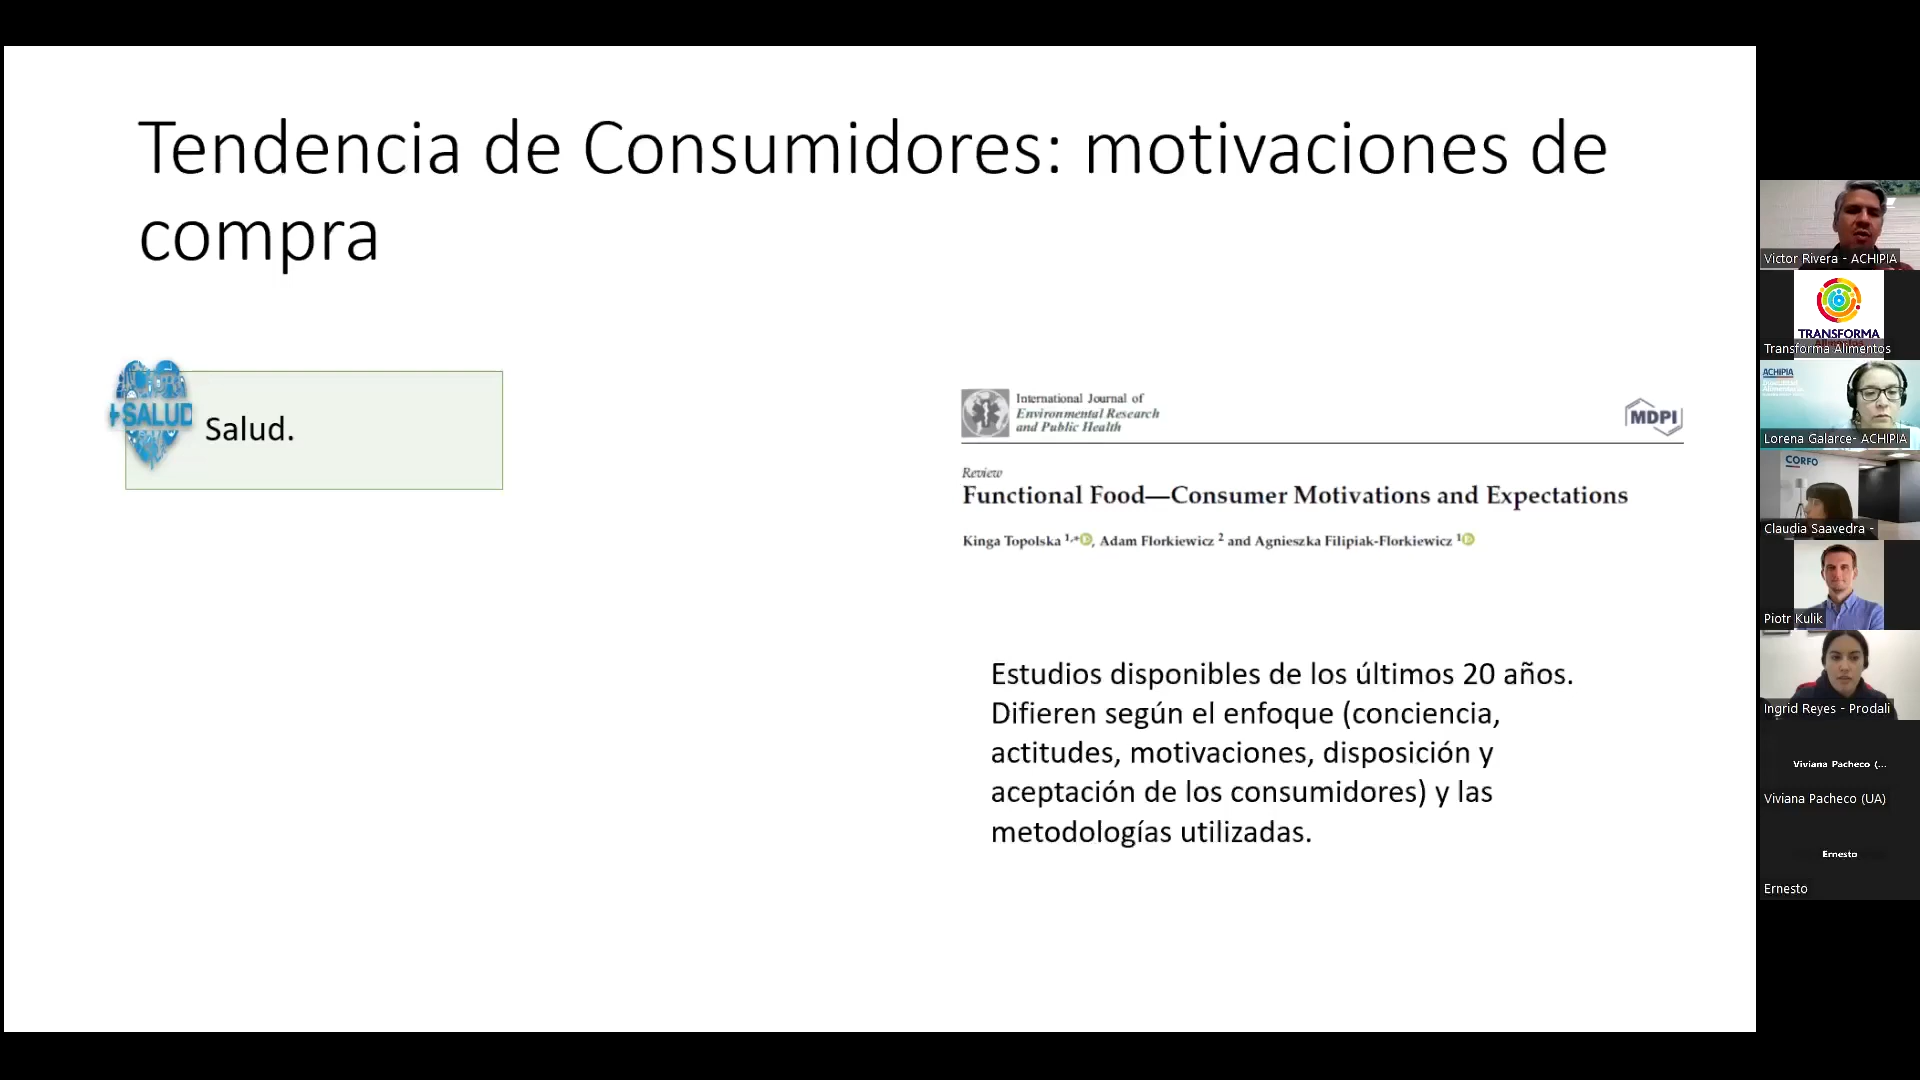 Tendencia de Consumidores: motivaciones de
compra
+SALUD
Salud.
International Journal of
Environmental Research
and Public Health
MDPI
Review
Functional Food—Consumer Motivations and Expectations
Kinga Topolska 1,*, Adam Florkiewicz 2 and Agnieszka Filipiak-Florkiewicz 1
Estudios disponibles de los últimos 20 años.
Difieren según el enfoque (conciencia,
actitudes, motivaciones, disposición y
aceptación de los consumidores) y las
metodologías utilizadas.
Victor Rivera - ACHIPIA
TRANSFORMA
Transforma Alimentos
ACHIPIA
Lorena Galarce- ACHIPIA
CORFO
Claudia Saavedra -
Piotr Kulik
Ingrid Reyes - Prodali
Viviana Pacheco (...
Viviana Pacheco (UA)
Ernesto
Ernesto